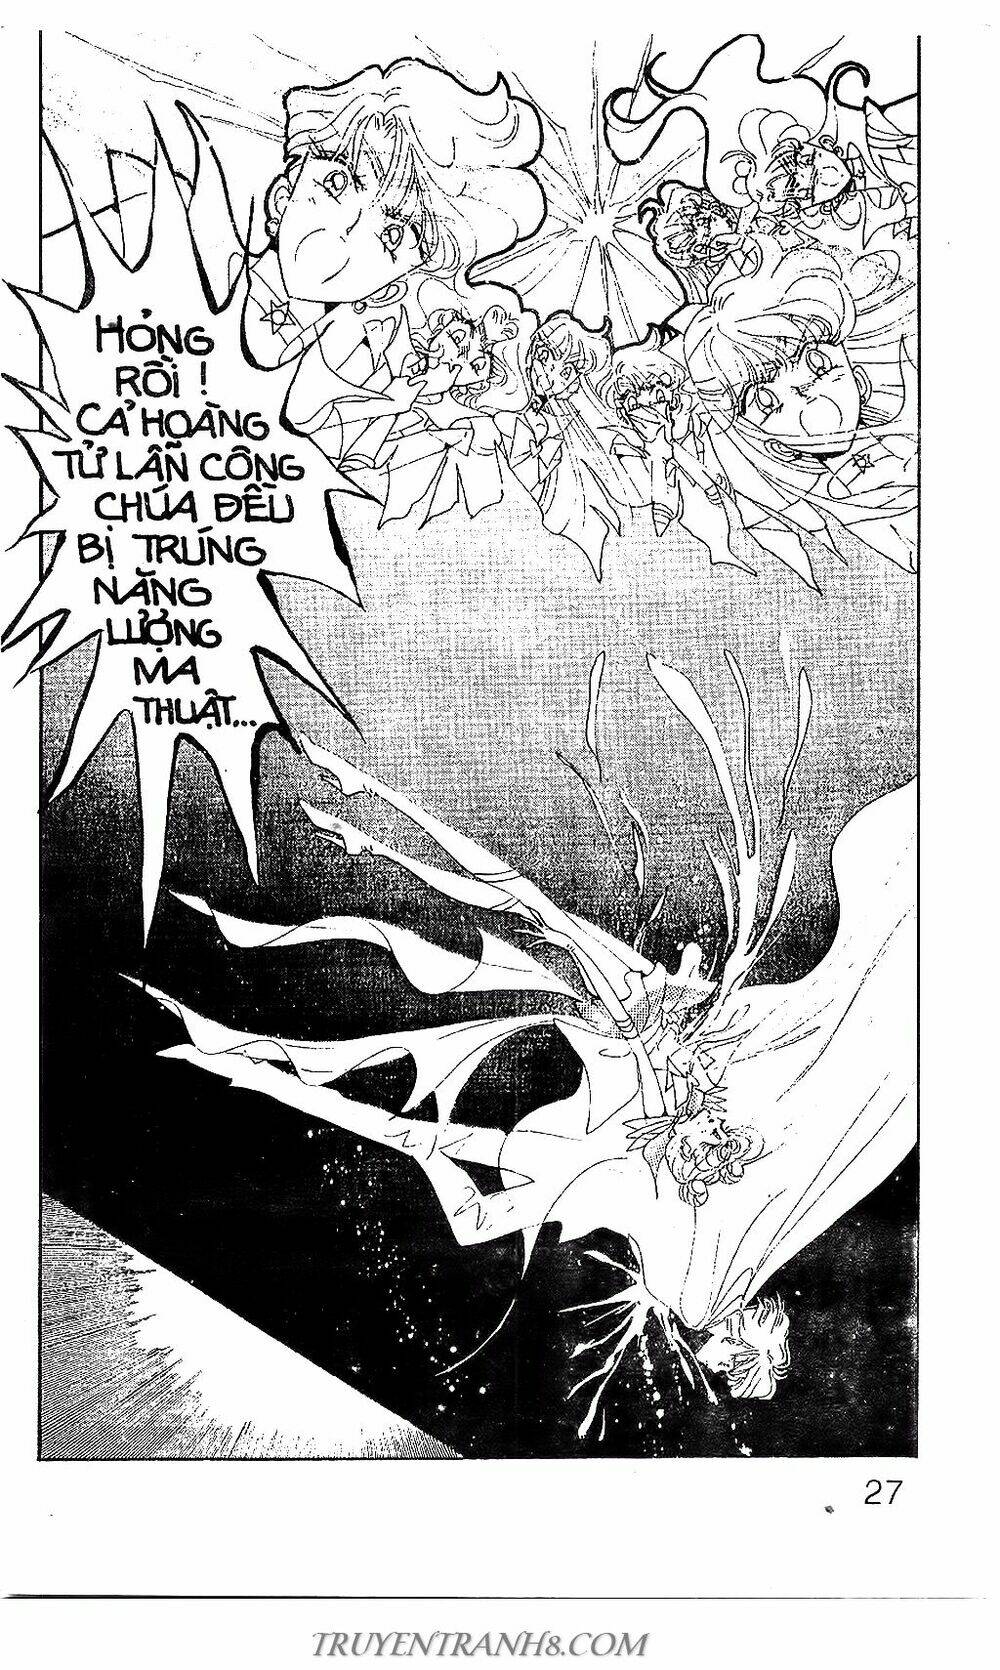 HỎNG
RỒI !
CẢ HOÀNG
TỬ LẪN CÔNG
CHÚA ĐỀU
BỊ TRÚNG
NĂNG
LƯỢNG
MA
THUẬT...
27
TRUYENTRANH8.COM